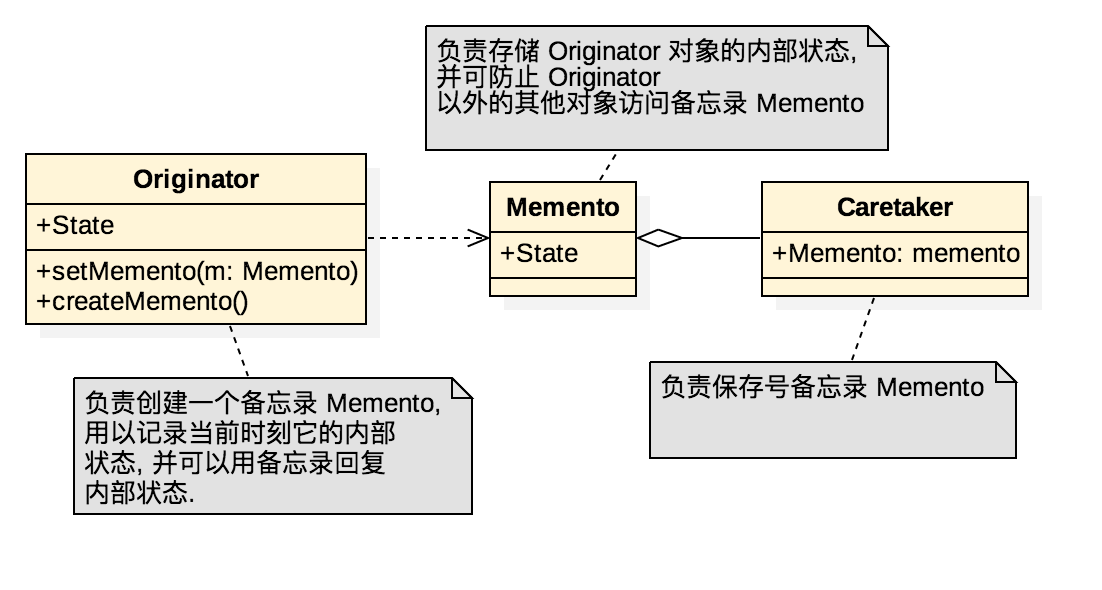 负责存储 Originator 对象的内部状态,
并可防止 Originator
以外的其他对象访问备忘录 Memento
Originator
+State
+setMemento(m: Memento)
+createMemento()
Memento
+State
Caretaker
+Memento: memento
负责创建一个备忘录 Memento,
用以记录当前时刻它的内部
状态, 并可以用备忘录回复
内部状态.
负责保存号备忘录 Memento